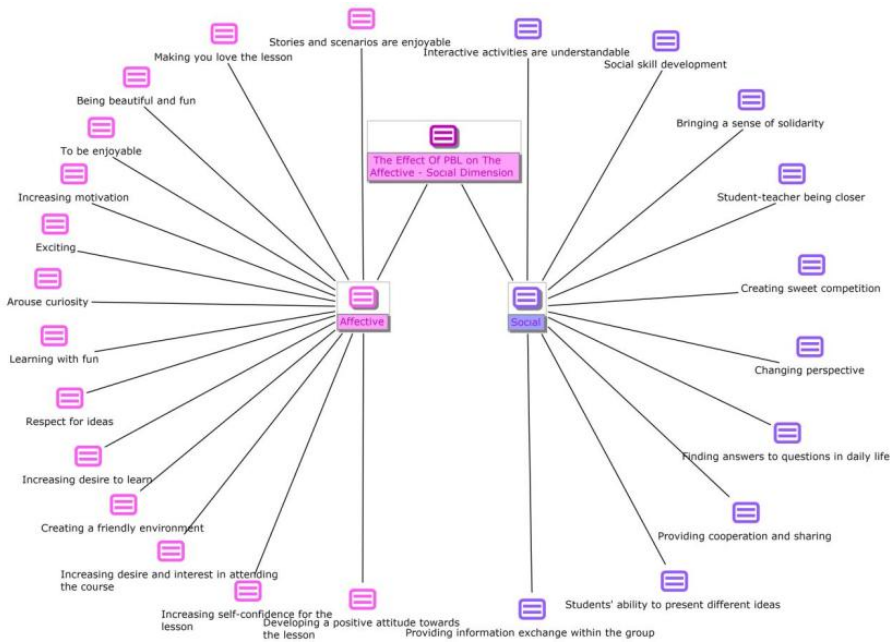 Stories and scenarios are enjoyable
Interactive activities are understandable
Making you love the lesson
Social skill development
Being beautiful and fun
Bringing a sense of solidarity
To be enjoyable
The Effect Of PBL on The
Affective - Social Dimension
Increasing motivation
Student-teacher being closer
Exciting
Creating sweet competition
Arouse curiosity
Affective
Social
Learning with fun
Changing perspective
Respect for ideas
Finding answers to questions in daily life
Increasing desire to learn
Creating a friendly environment
Providing cooperation and sharing
Increasing desire and interest in attending
the course
Students' ability to present different ideas
Increasing self-confidence for the
lesson
Developing a positive attitude towards
the lesson
Providing information exchange within the group